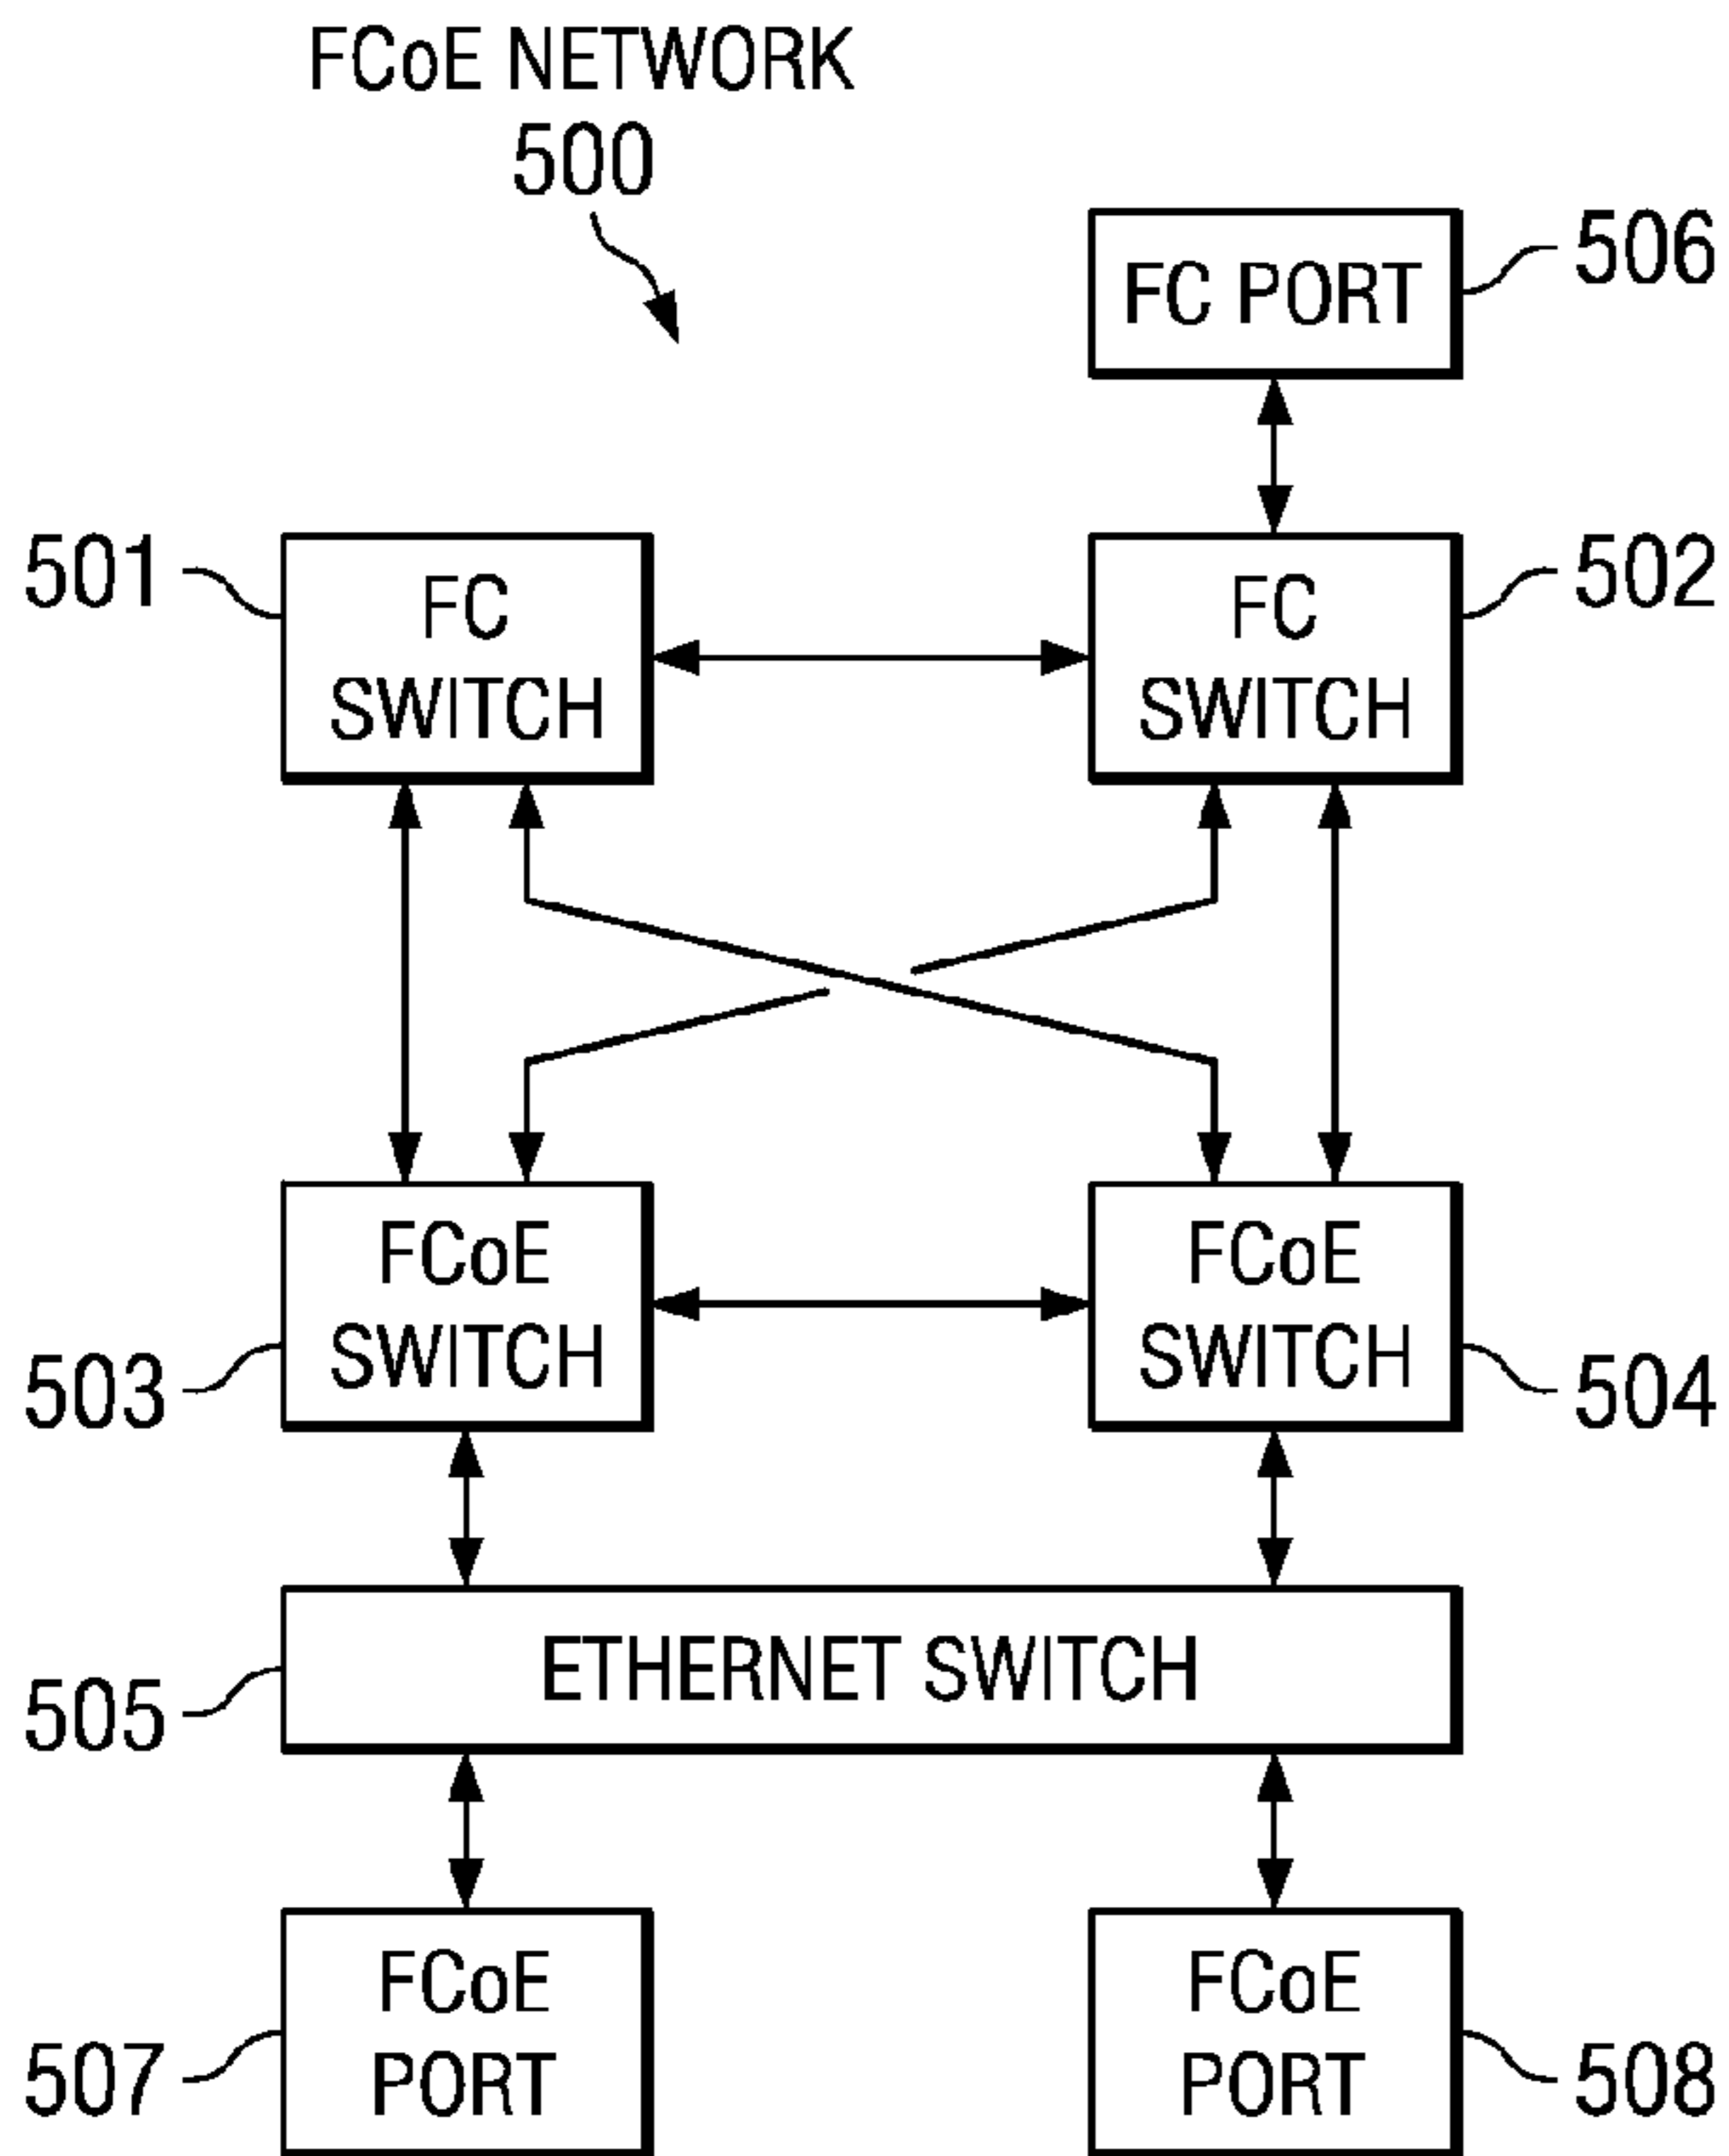 FCoE NETWORK
500
FC PORT
506
501
FC
SWITCH
FC
SWITCH
502
FCoE
SWITCH
503
FCoE
SWITCH
504
ETHERNET SWITCH
505
FCoE
PORT
507
FCoE
PORT
508